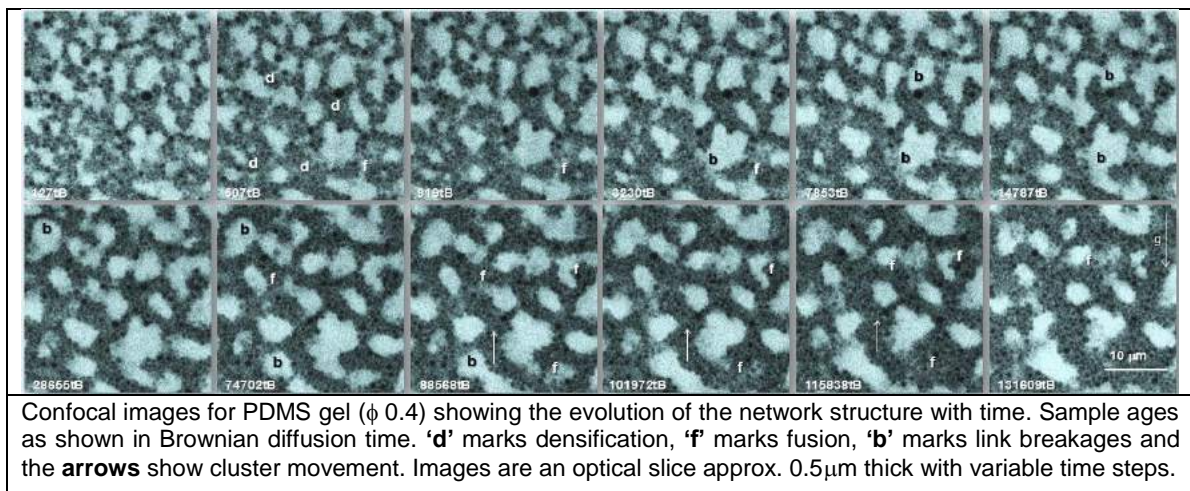 127tB
d
d
d
d
f
507tB
f
919tB
b
f
3230tB
b
b
7853tB
b
b
14787tB
b
28655tB
b
f
b
74702tB
f
f
b
f
88568tB
f
f
101972tB
f
f
f
115838tB
g
f
10 μm
131609tB
Confocal images for PDMS gel (ϕ 0.4) showing the evolution of the network structure with time. Sample ages
as shown in Brownian diffusion time. ‘d’ marks densification, ‘f’ marks fusion, ‘b’ marks link breakages and
the arrows show cluster movement. Images are an optical slice approx. 0.5μm thick with variable time steps.